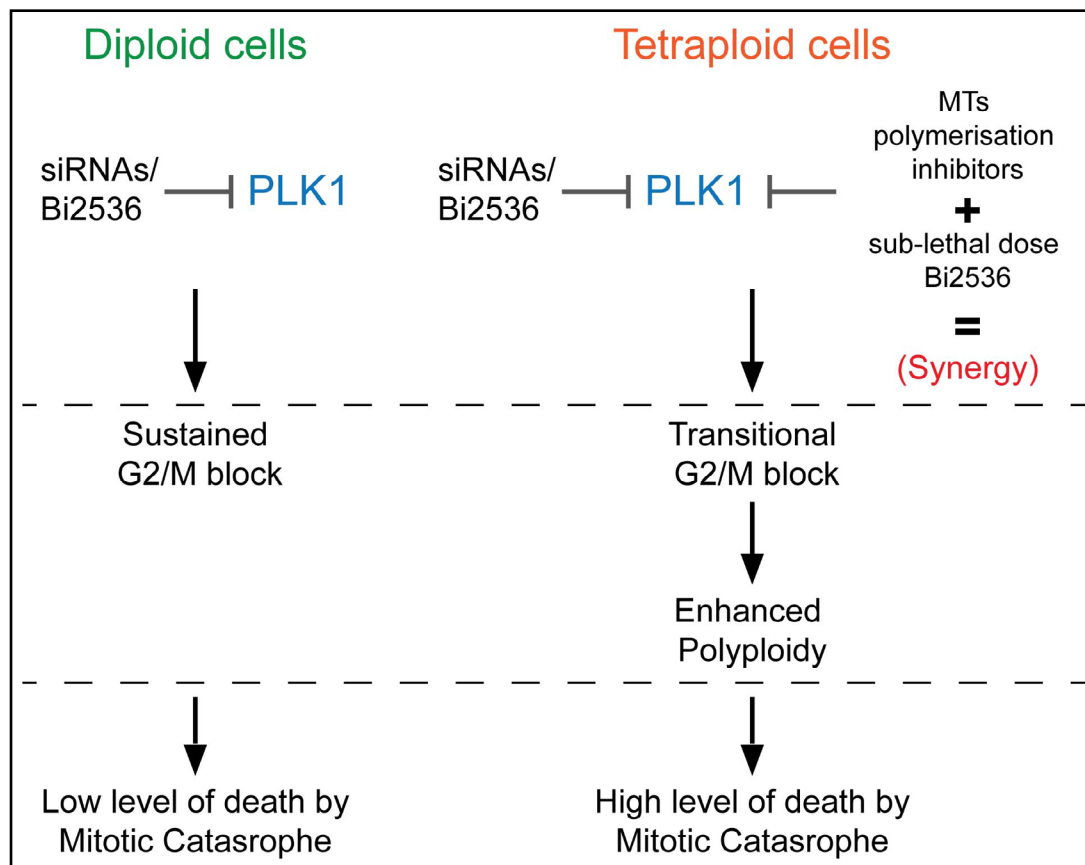 Diploid cells
Tetraploid cells
siRNAs/
Bi2536
PLK1
siRNAs/
Bi2536
PLK1
MTs
polymerisation
inhibitors
+
sub-lethal dose
Bi2536
=
(Synergy)
Sustained
G2/M block
Transitional
G2/M block
Enhanced
Polyploidy
Low level of death by
Mitotic Catasrophe
High level of death by
Mitotic Catasrophe